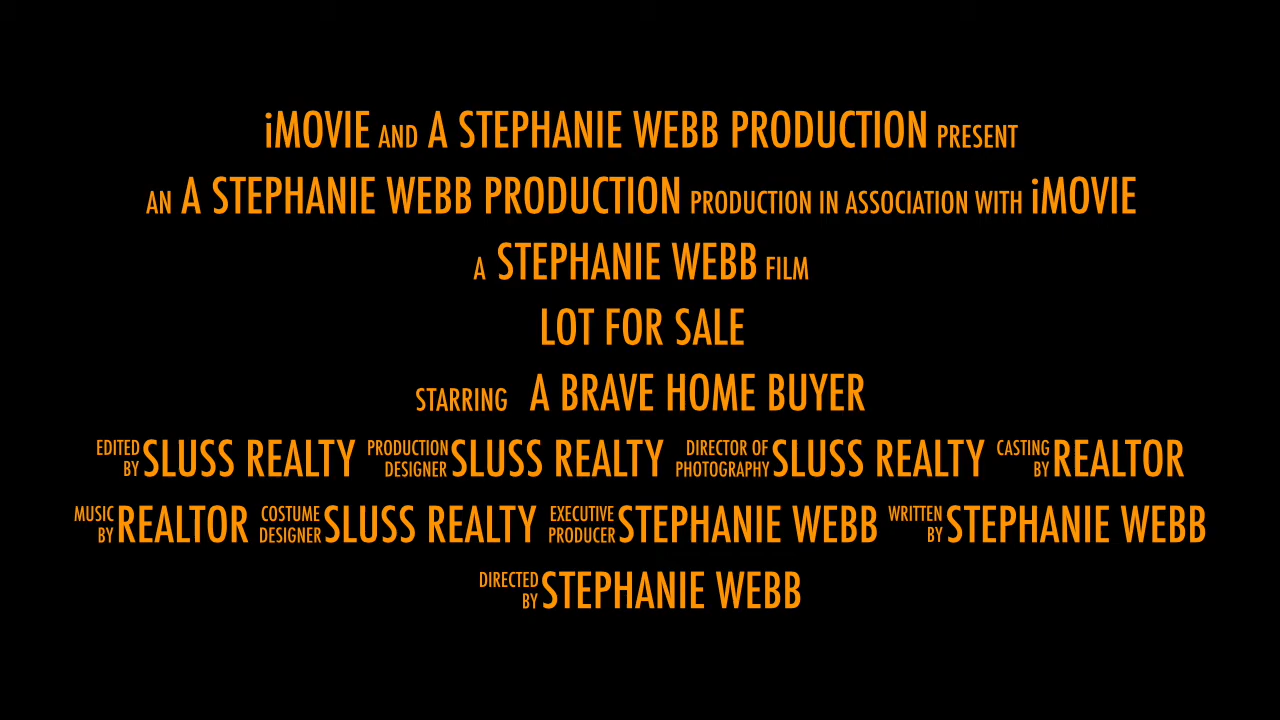 iMOVIE AND A STEPHANIE WEBB PRODUCTION PRESENT
AN A STEPHANIE WEBB PRODUCTION PRODUCTION IN ASSOCIATION WITH iMOVIE
A STEPHANIE WEBB FILM
LOT FOR SALE
STARRING A BRAVE HOME BUYER
EDITED BY SLUSS REALTY PRODUCTION DESIGNER SLUSS REALTY DIRECTOR OF PHOTOGRAPHY SLUSS REALTY CASTING BY REALTOR
MUSIC BY REALTOR COSTUME DESIGNER SLUSS REALTY EXECUTIVE PRODUCER STEPHANIE WEBB WRITTEN BY STEPHANIE WEBB
DIRECTED BY STEPHANIE WEBB